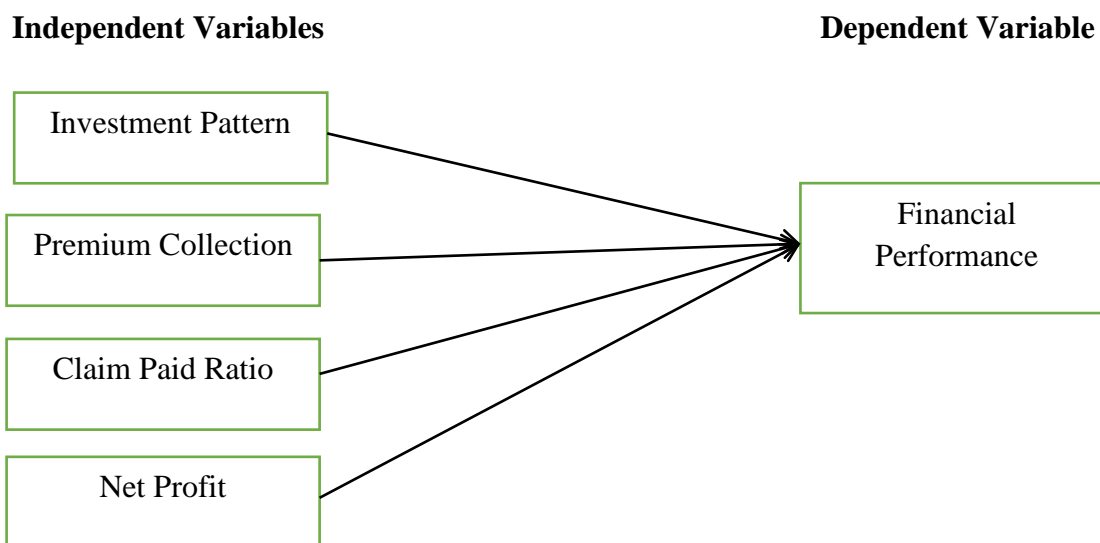 Independent Variables
Dependent Variable
Investment Pattern
Premium Collection
Claim Paid Ratio
Net Profit
Financial
Performance